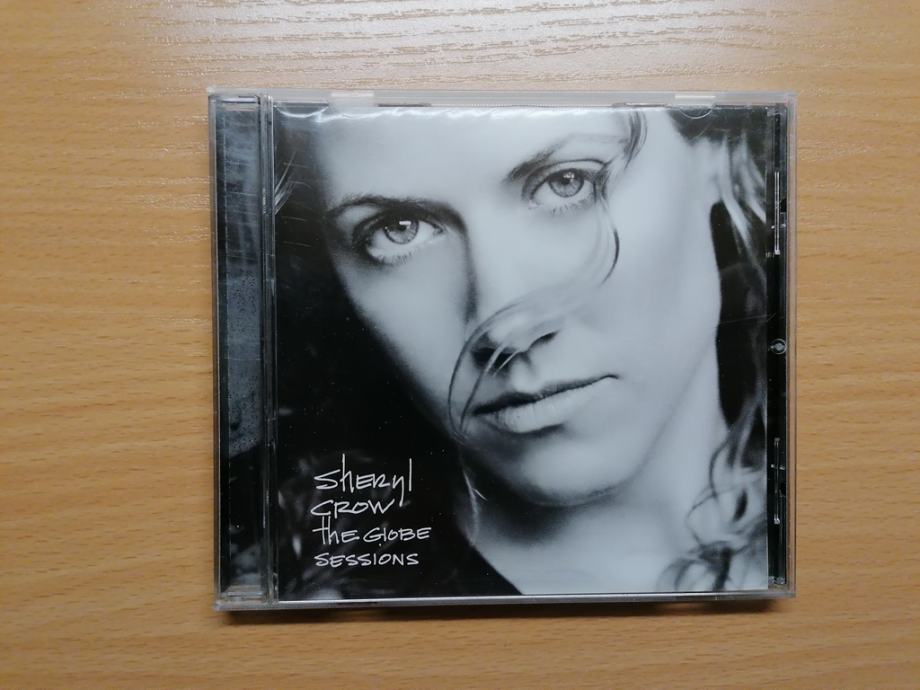 sheryl
crow
the globe
sessions